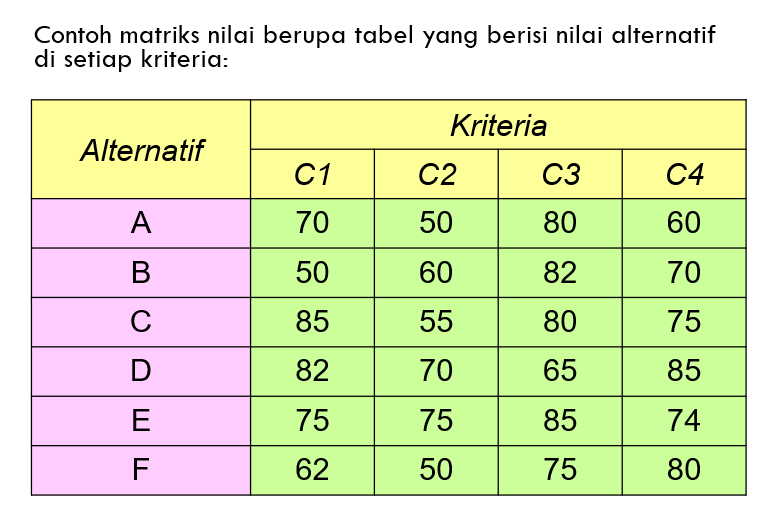 Contoh matriks nilai berupa tabel yang berisi nilai alternatif
di setiap kriteria:
Alternatif Kriteria
C1 C2 C3 C4
A 70 50 80 60
B 50 60 82 70
C 85 55 80 75
D 82 70 65 85
E 75 75 85 74
F 62 50 75 80